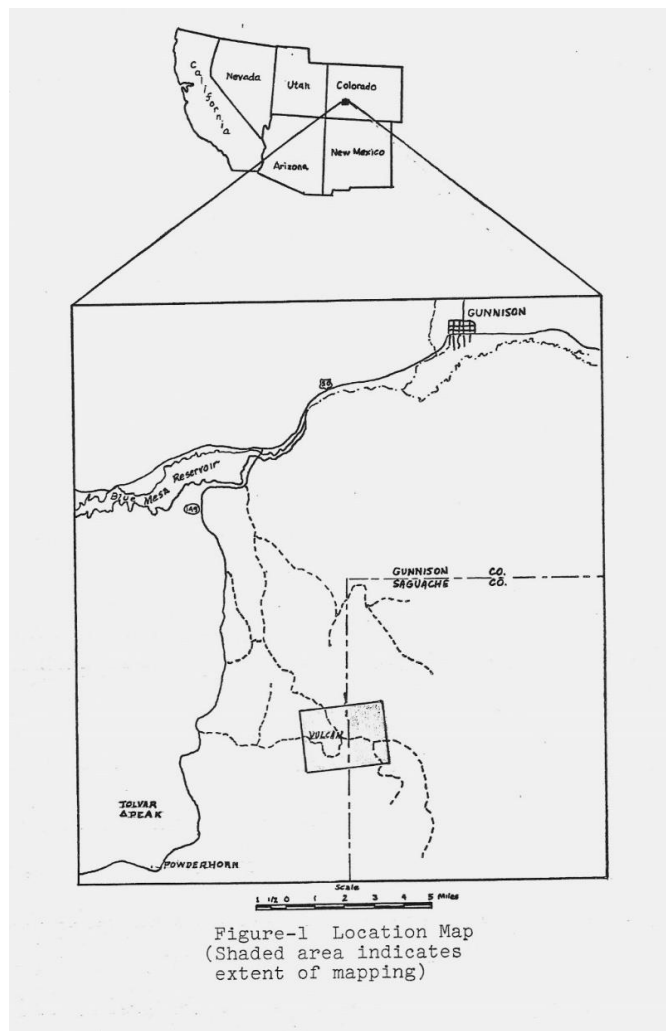 California
Nevada
Utah
Colorado
Arizona
New Mexico
GUNNISON
50
Blue Mesa Reservoir
149
GUNNISON CO.
SAGUACHE CO.
VULCAN
TOLVAR
PEAK
POWDERHORN
Scale
1 1/2 0 1 2 3 4 5 Miles
Figure-1 Location Map
(Shaded area indicates
extent of mapping)